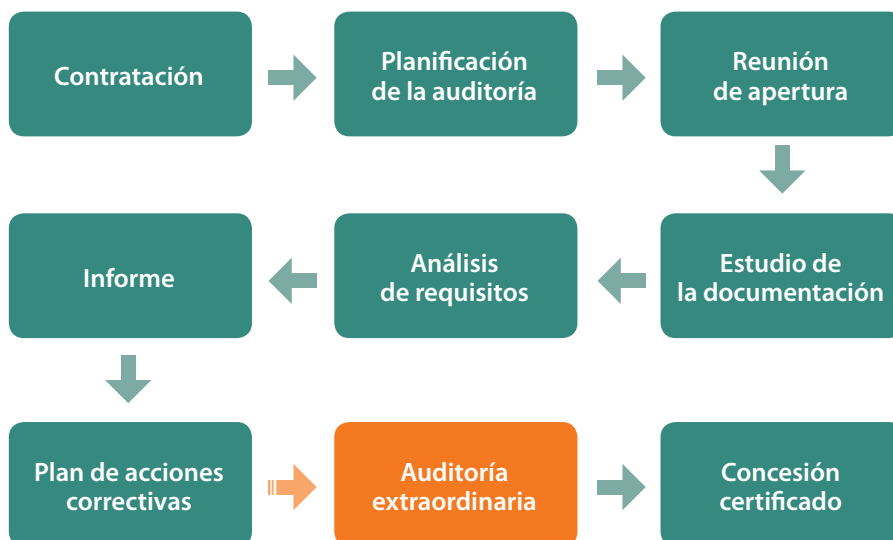 Contratación
Planificación
de la auditoría
Reunión
de apertura
Estudio de
la documentación
Análisis
de requisitos
Informe
Plan de acciones
correctivas
Auditoría
extraordinaria
Concesión
certificado